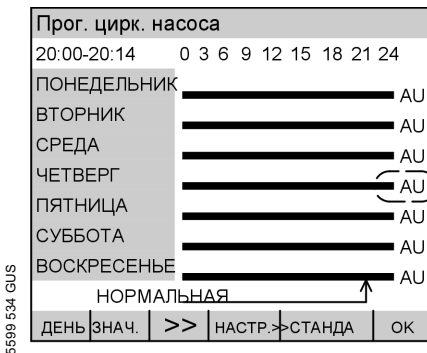 Прог. цирк. насоса
20:00-20:14 0 3 6 9 12 15 18 21 24
ПОНЕДЕЛЬНИК AU
ВТОРНИК AU
СРЕДА AU
ЧЕТВЕРГ AU
ПЯТНИЦА AU
СУББОТА AU
ВОСКРЕСЕНЬЕ AU
НОРМАЛЬНАЯ
ДЕНЬ ЗНАЧ. >> НАСТР.>>СТАНДА OK
5599 534 GUS